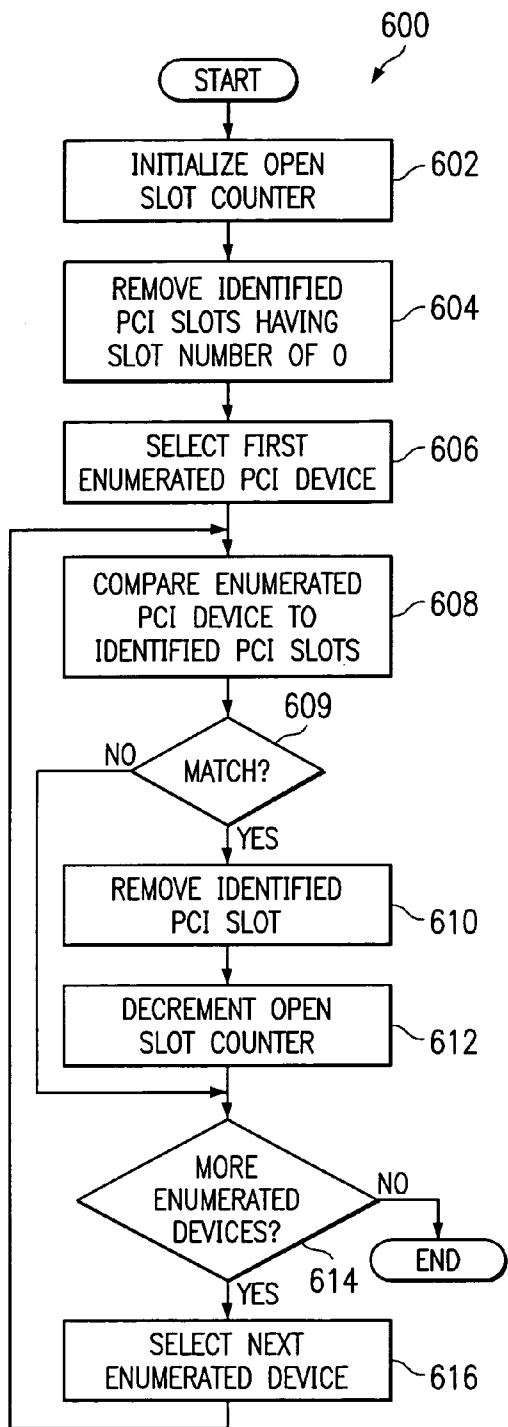 600
START
INITIALIZE OPEN
SLOT COUNTER
602
REMOVE IDENTIFIED
PCI SLOTS HAVING
SLOT NUMBER OF 0
604
SELECT FIRST
ENUMERATED PCI DEVICE
606
COMPARE ENUMERATED
PCI DEVICE TO
IDENTIFIED PCI SLOTS
608
609
NO
MATCH?
YES
REMOVE IDENTIFIED
PCI SLOT
610
DECREMENT OPEN
SLOT COUNTER
612
MORE
ENUMERATED
DEVICES?
NO
END
614
YES
SELECT NEXT
ENUMERATED DEVICE
616